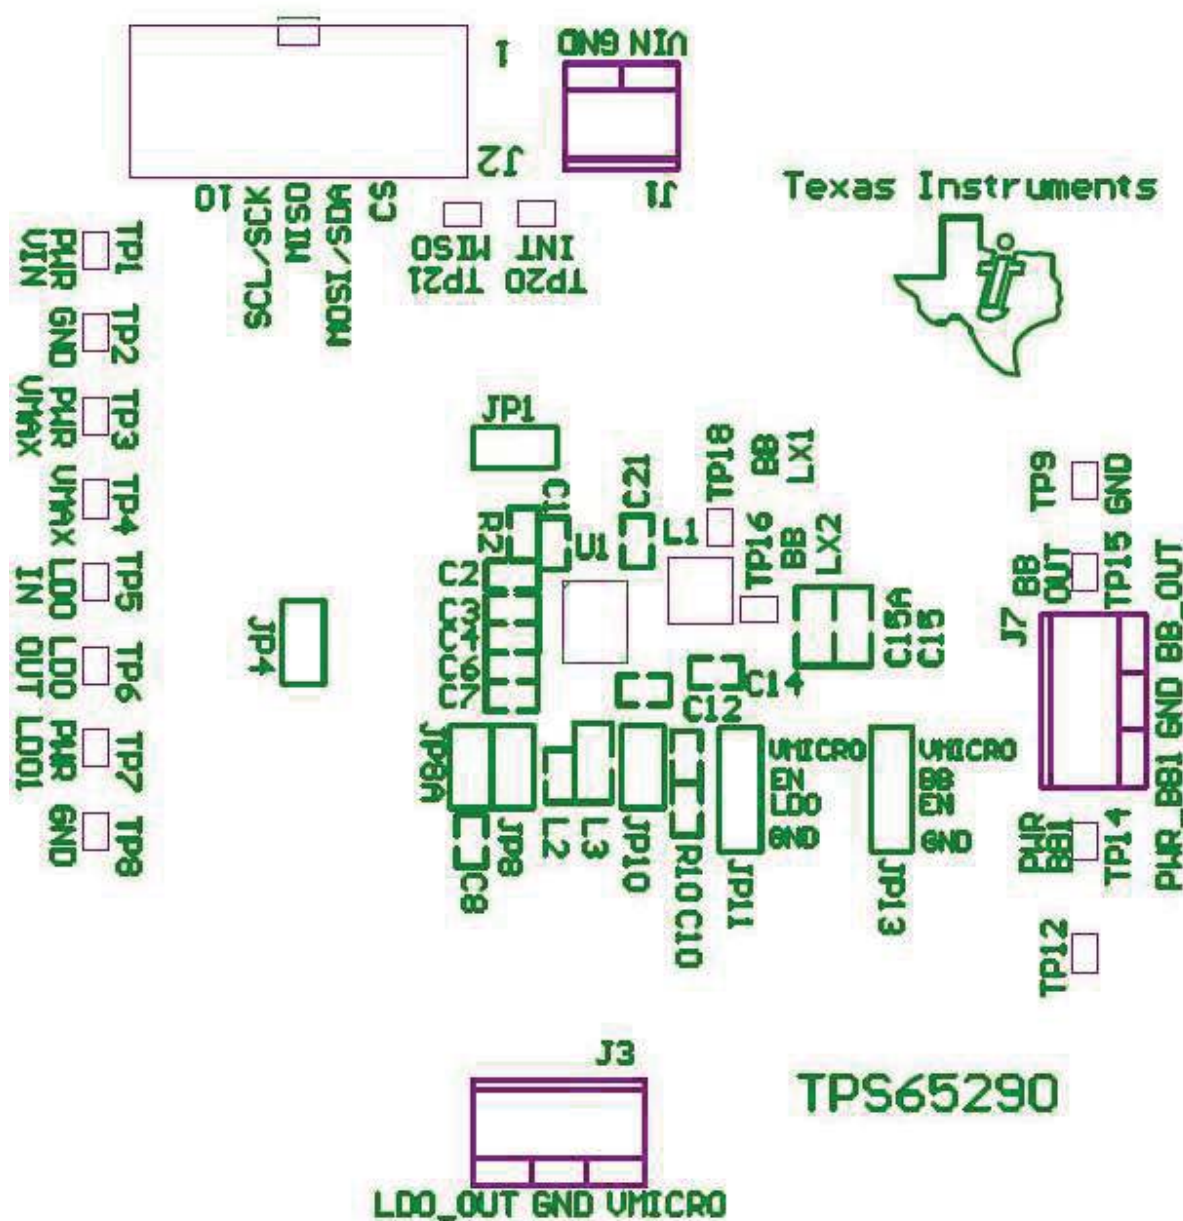 1
GND VIN
J2
J1
10
SCL/SCK
MISO
MOSI/SDA
CS
MISO
TP21
INT
TP20
Texas Instruments
TP1
PWR
VIN
TP2
GND
TP3
PWR
VMAX
TP4
VMAX
TP5
LDO
IN
TP6
LDO
OUT
TP7
PWR
LDO1
TP8
GND
JP1
JP4
R2
C1
U1
C21
L1
TP18
BB
LX1
TP16
BB
LX2
C2
C3
C4
C6
C7
C15A
C15
C14
C12
JP8A
JP8
C8
L2
L3
JP10
R10
C10
VMICRO
EN
LDO
GND
JP11
VMICRO
BB
EN
GND
JP13
TP9
GND
BB
OUT
TP15
J7
PWR_BB1 GND BB_OUT
PWR
BB1
TP14
TP12
J3
LDO_OUT GND VMICRO
TPS65290